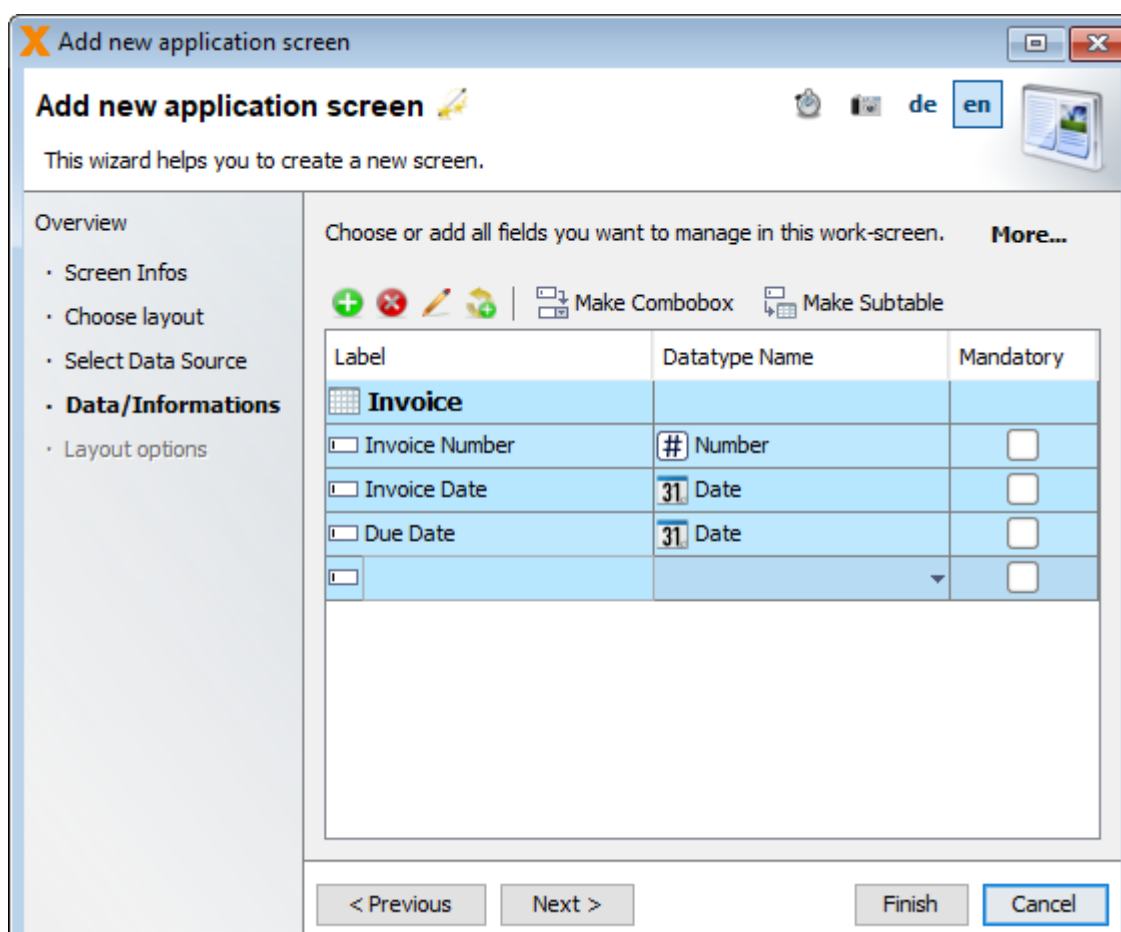 Add new application screen
Add new application screen
de en
This wizard helps you to create a new screen.
Overview
· Screen Infos
· Choose layout
· Select Data Source
· Data/Informations
· Layout options
Choose or add all fields you want to manage in this work-screen. More...
Make Combobox Make Subtable
Label Datatype Name Mandatory
Invoice
Invoice Number # Number
Invoice Date 31 Date
Due Date 31 Date
< Previous Next > Finish Cancel